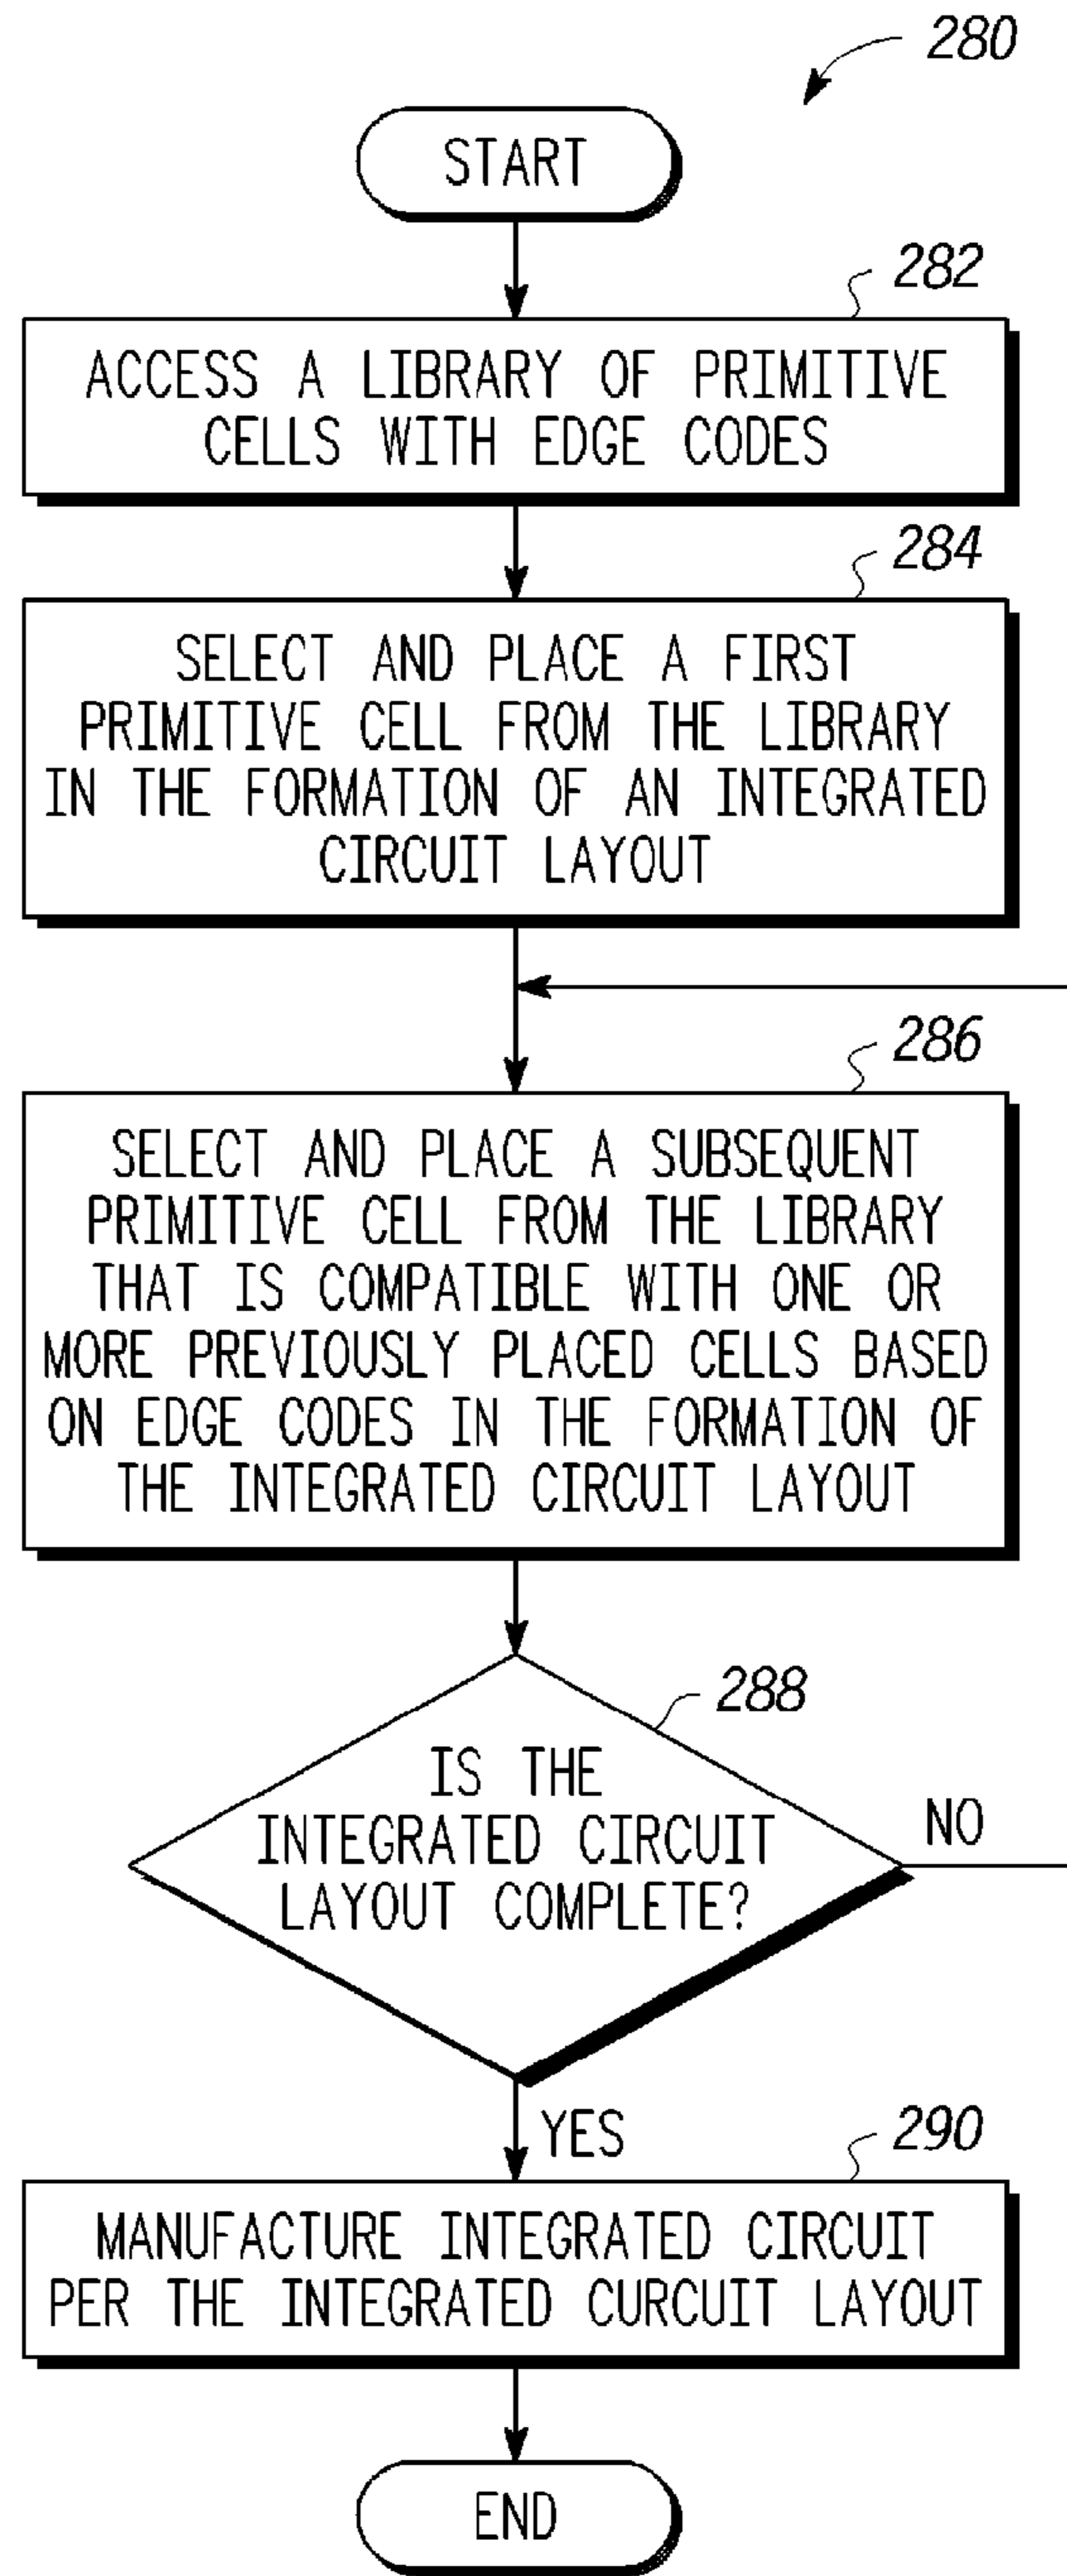 280
START
282
ACCESS A LIBRARY OF PRIMITIVE
CELLS WITH EDGE CODES
284
SELECT AND PLACE A FIRST
PRIMITIVE CELL FROM THE LIBRARY
IN THE FORMATION OF AN INTEGRATED
CIRCUIT LAYOUT
286
SELECT AND PLACE A SUBSEQUENT
PRIMITIVE CELL FROM THE LIBRARY
THAT IS COMPATIBLE WITH ONE OR
MORE PREVIOUSLY PLACED CELLS BASED
ON EDGE CODES IN THE FORMATION OF
THE INTEGRATED CIRCUIT LAYOUT
288
IS THE
INTEGRATED CIRCUIT
LAYOUT COMPLETE?
NO
YES
290
MANUFACTURE INTEGRATED CIRCUIT
PER THE INTEGRATED CURCUIT LAYOUT
END